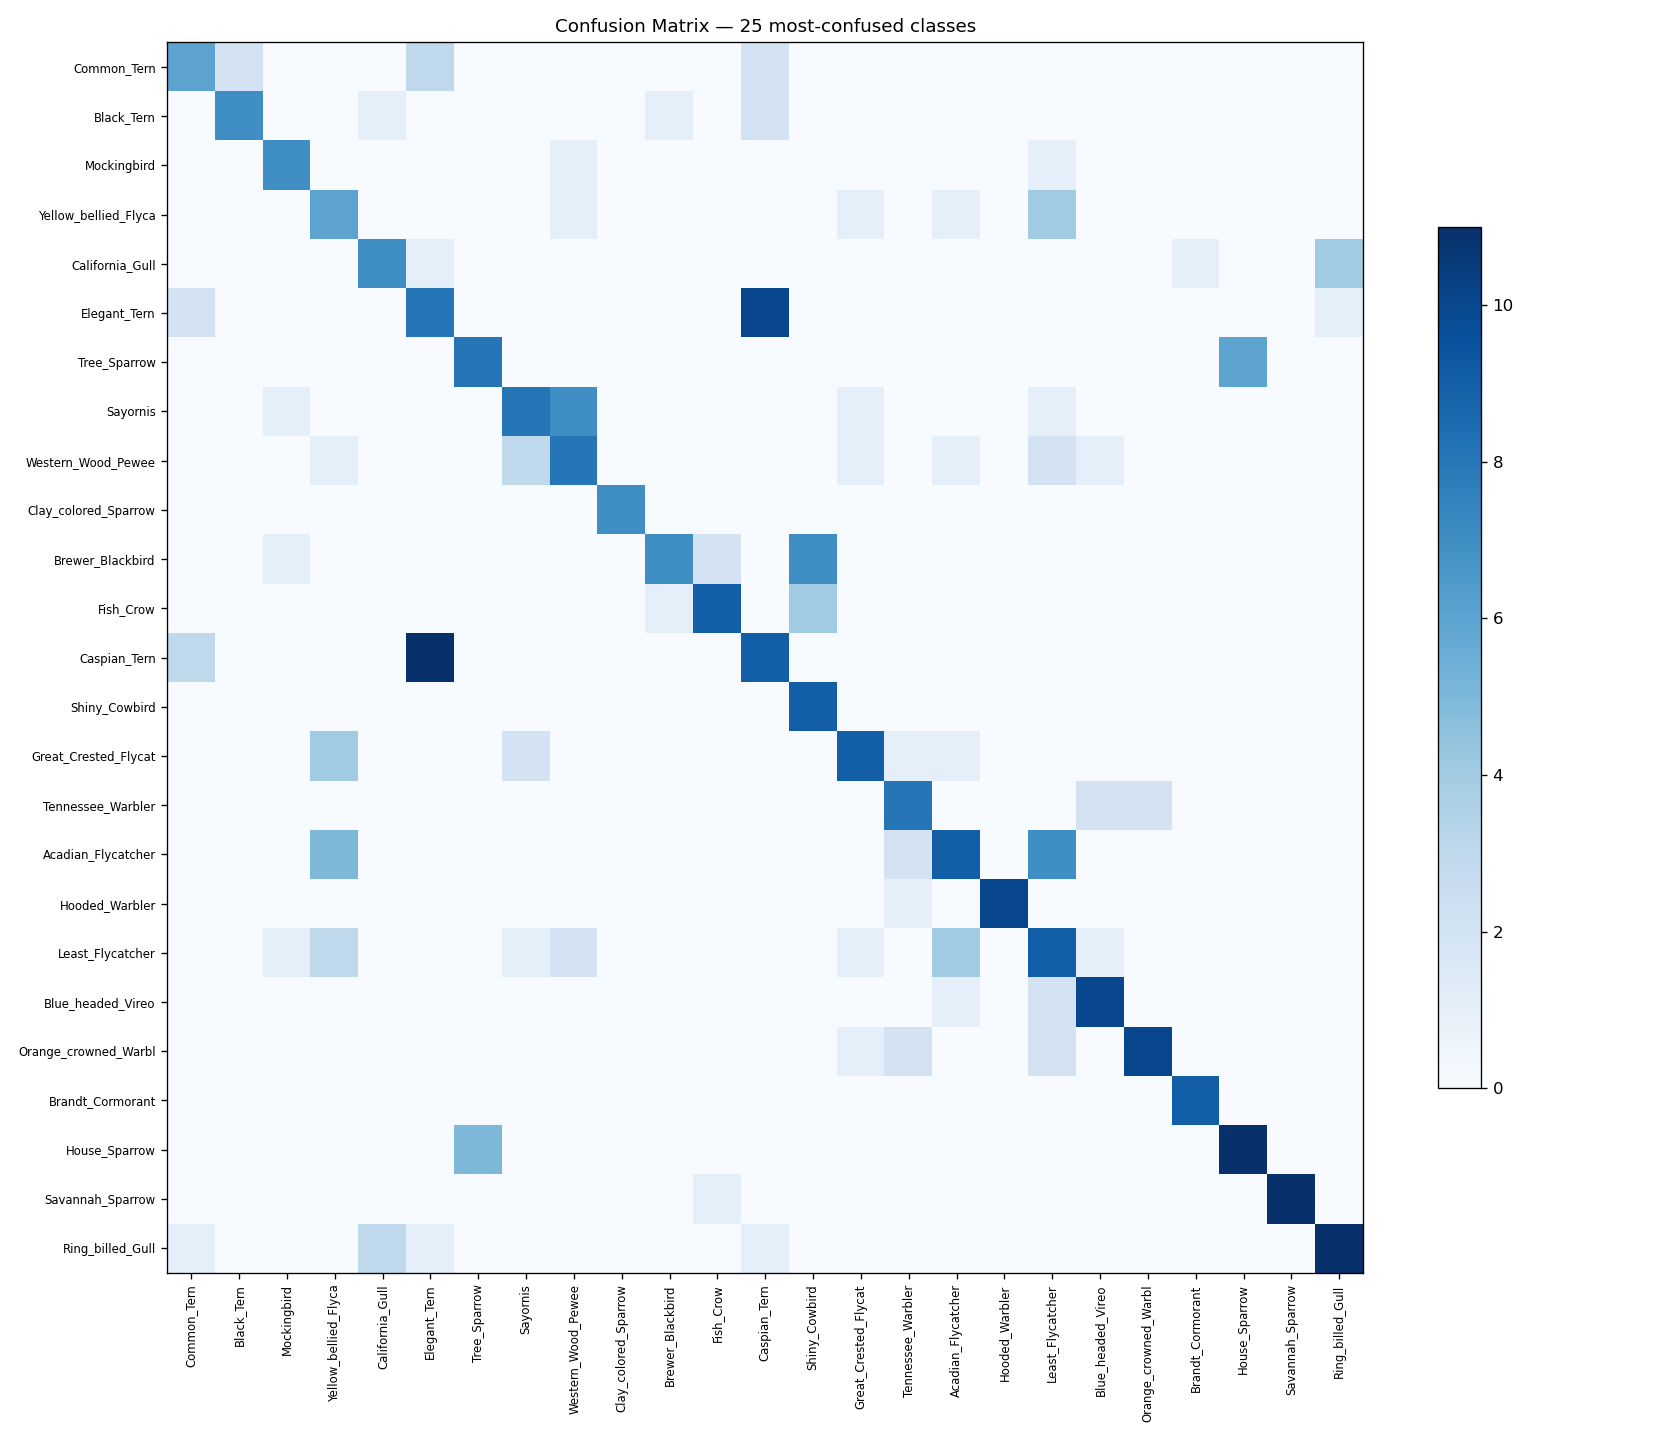 Confusion Matrix — 25 most-confused classes
Common_Tern
Black_Tern
Mockingbird
Yellow_bellied_Flyca
California_Gull
Elegant_Tern
Tree_Sparrow
Sayornis
Western_Wood_Pewee
Clay_colored_Sparrow
Brewer_Blackbird
Fish_Crow
Caspian_Tern
Shiny_Cowbird
Great_Crested_Flycat
Tennessee_Warbler
Acadian_Flycatcher
Hooded_Warbler
Least_Flycatcher
Blue_headed_Vireo
Orange_crowned_Warbl
Brandt_Cormorant
House_Sparrow
Savannah_Sparrow
Ring_billed_Gull
Common_Tern
Black_Tern
Mockingbird
Yellow_bellied_Flyca
California_Gull
Elegant_Tern
Tree_Sparrow
Sayornis
Western_Wood_Pewee
Clay_colored_Sparrow
Brewer_Blackbird
Fish_Crow
Caspian_Tern
Shiny_Cowbird
Great_Crested_Flycat
Tennessee_Warbler
Acadian_Flycatcher
Hooded_Warbler
Least_Flycatcher
Blue_headed_Vireo
Orange_crowned_Warbl
Brandt_Cormorant
House_Sparrow
Savannah_Sparrow
Ring_billed_Gull
10
8
6
4
2
0